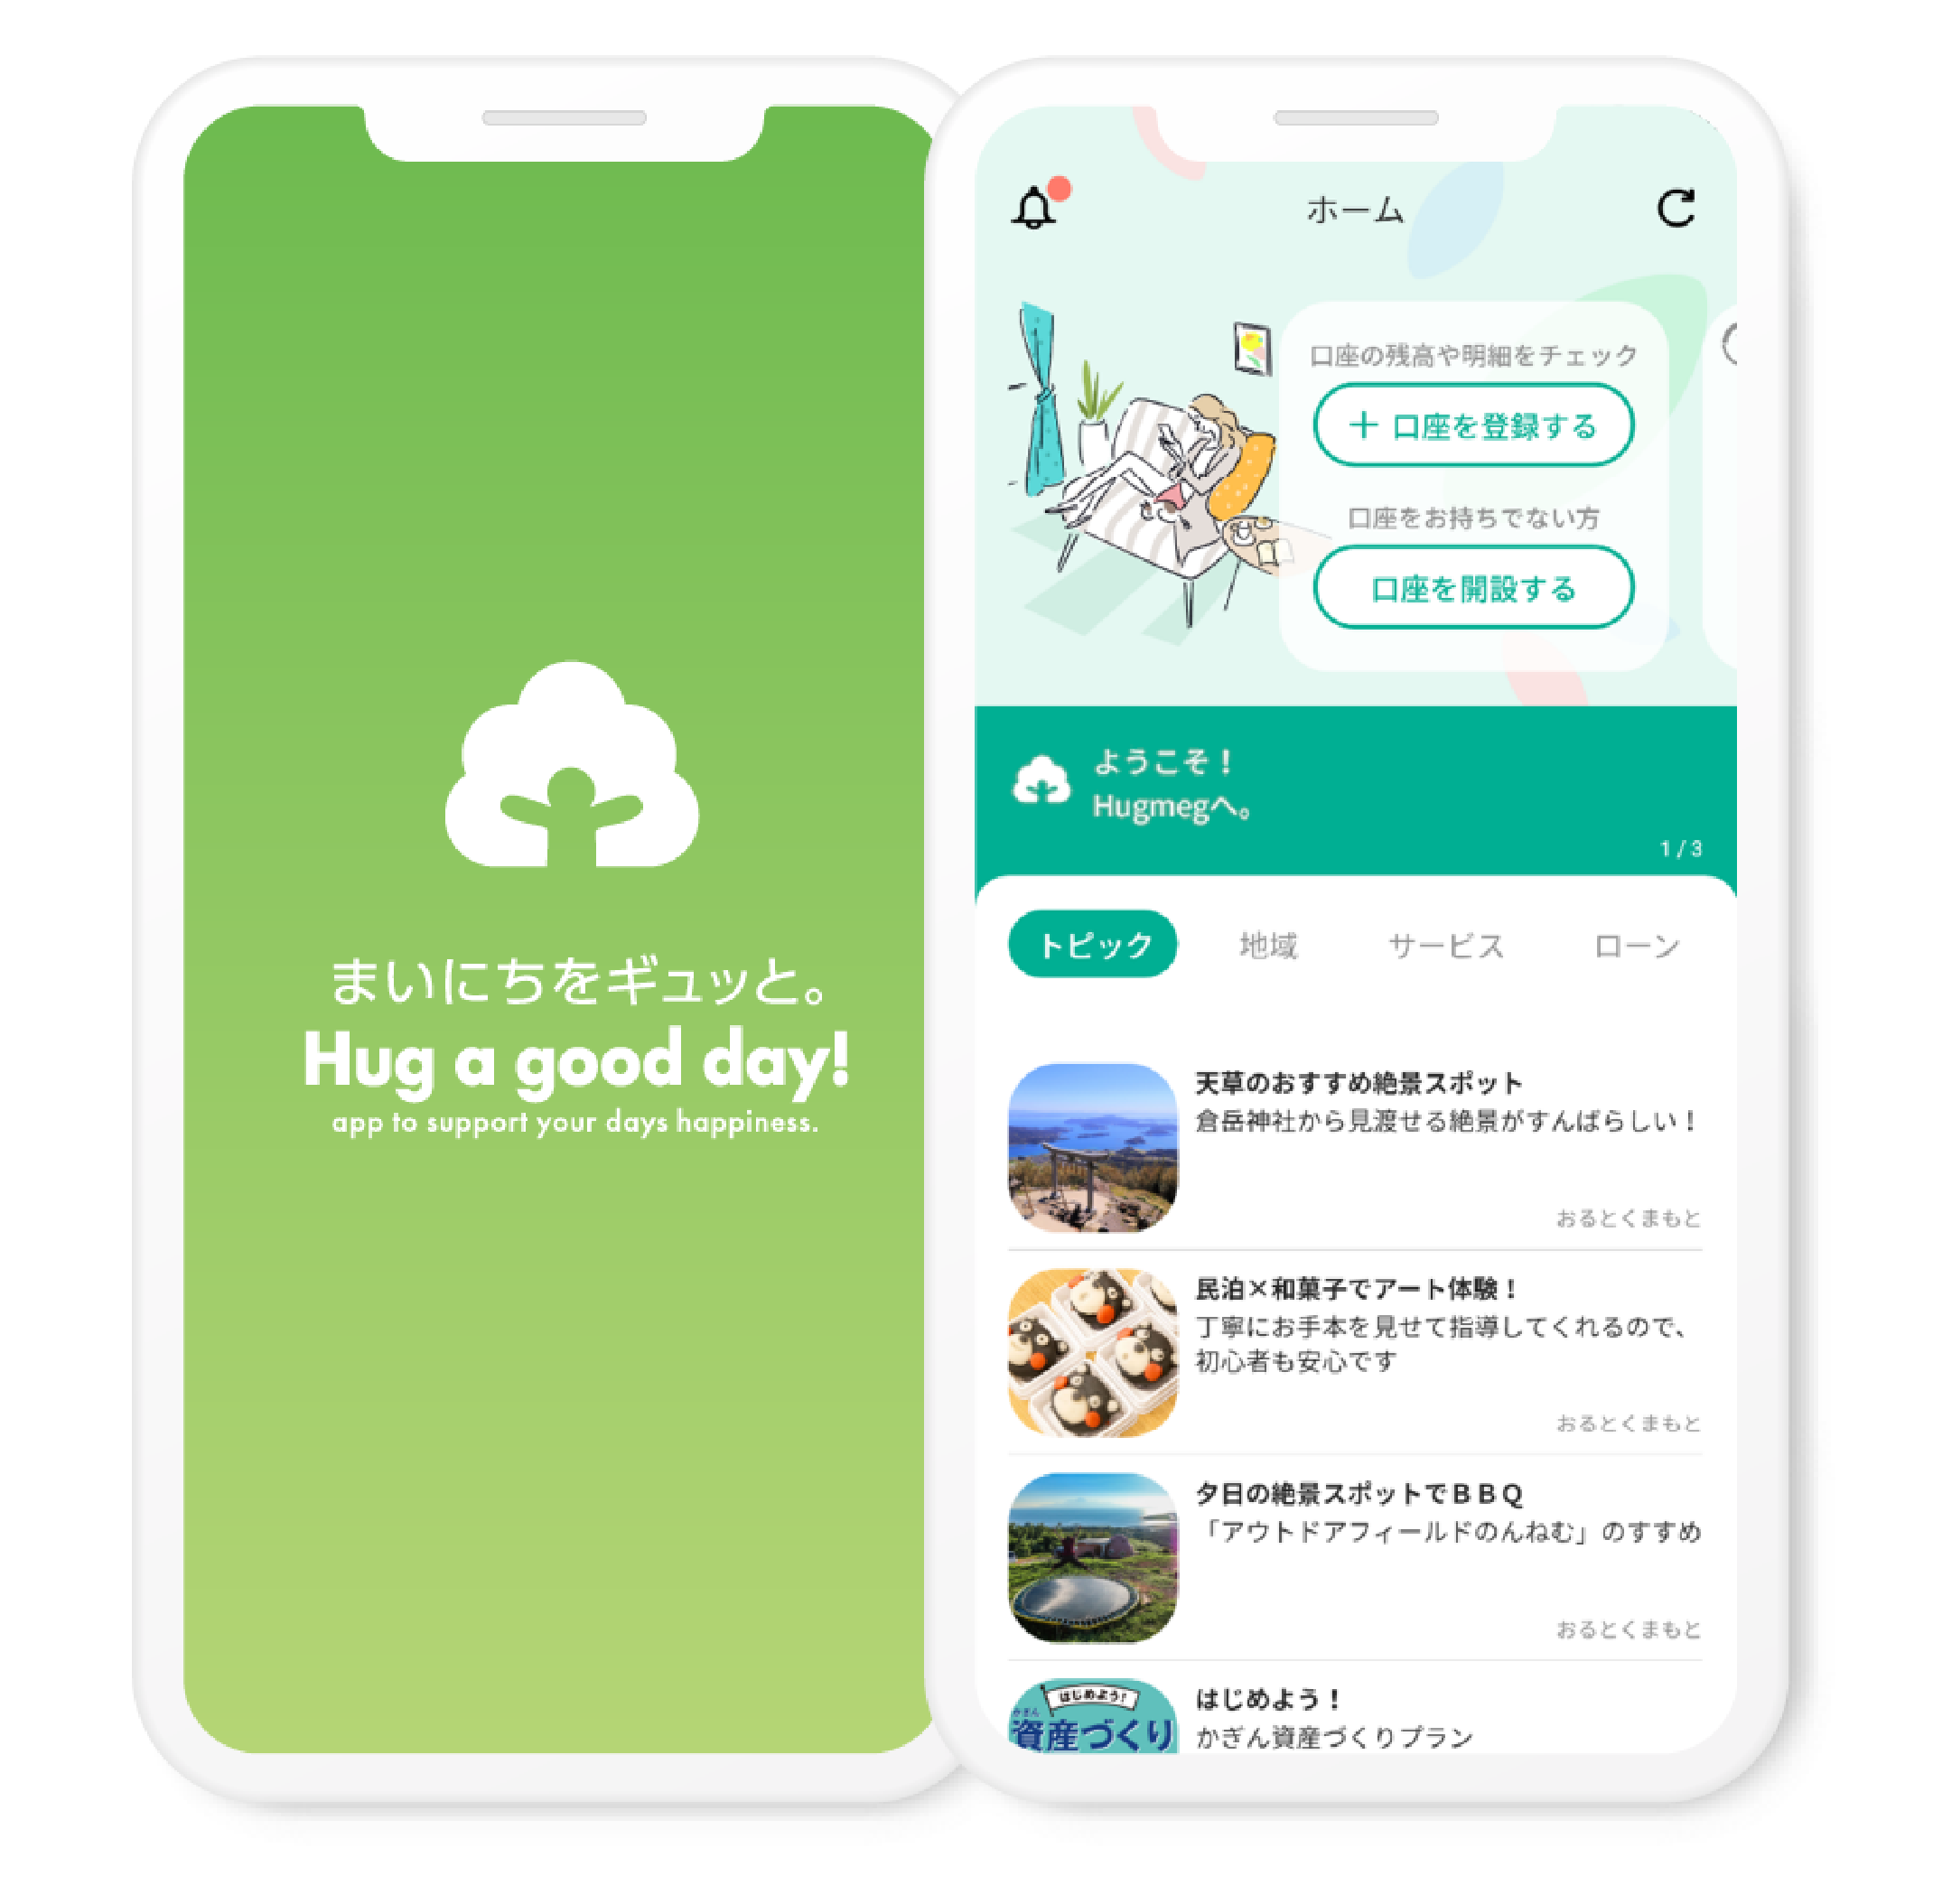 まいにちをギュッと。
Hug a good day!
app to support your days happiness.
ホーム
口座の残高や明細をチェック
＋ 口座を登録する
口座をお持ちでない方
口座を開設する
ようこそ！
Hugmegへ。
1 / 3
トピック 地域 サービス ローン
天草のおすすめ絶景スポット
倉岳神社から見渡せる絶景がすんばらしい！
おるとくまもと
民泊×和菓子でアート体験！
丁寧にお手本を見せて指導してくれるので、
初心者も安心です
おるとくまもと
夕日の絶景スポットでＢＢＱ
「アウトドアフィールドのんねむ」のすすめ
おるとくまもと
はじめよう!
かぎん
資産づくり
はじめよう！
かぎん資産づくりプラン